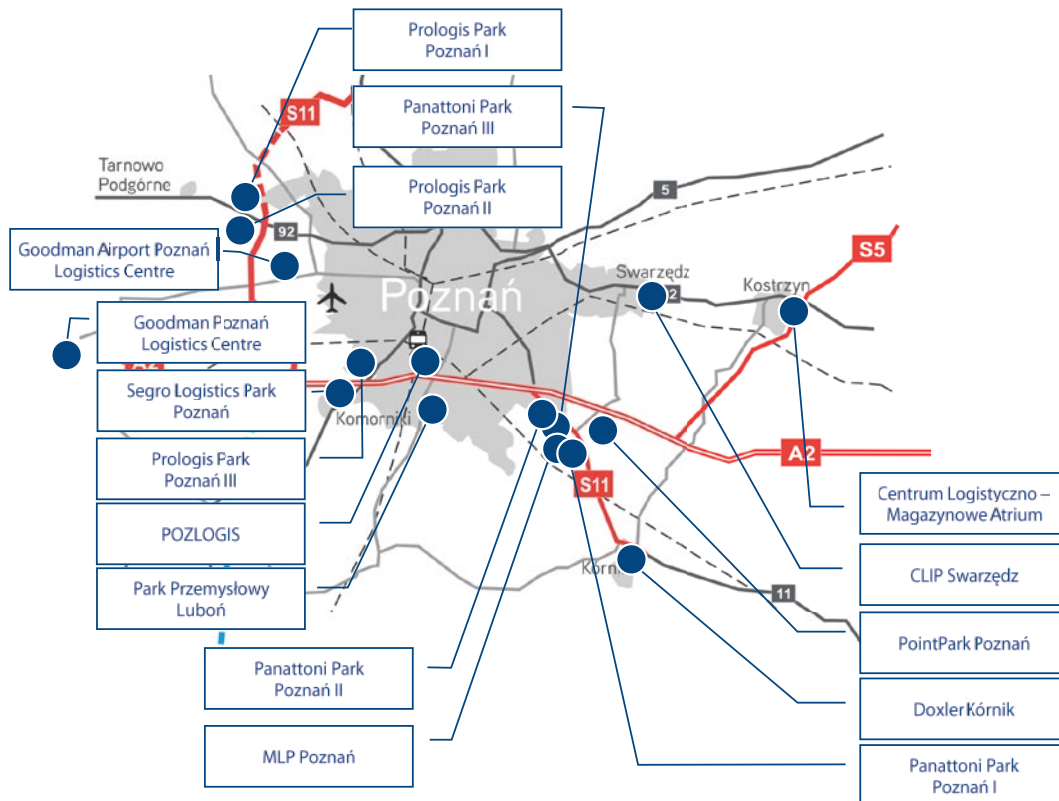 Prologis Park
Poznań I
S11
Panattoni Park
Poznań III
Tarnowo
Podgórne
Prologis Park
Poznań II
5
92
Goodman Airport Poznań
Logistics Centre
S5
Swarzędz
Kostrzyn
Poznań
Goodman Poznań
Logistics Centre
Segro Logistics Park
Poznań
Komorniki
Prologis Park
Poznań III
A2
S11
Centrum Logistyczno –
Magazynowe Atrium
POZLOGIS
CLIP Swarzędz
Park Przemysłowy
Luboń
11
PointPark Poznań
Panattoni Park
Poznań II
Doxler Kórnik
MLP Poznań
Panattoni Park
Poznań I